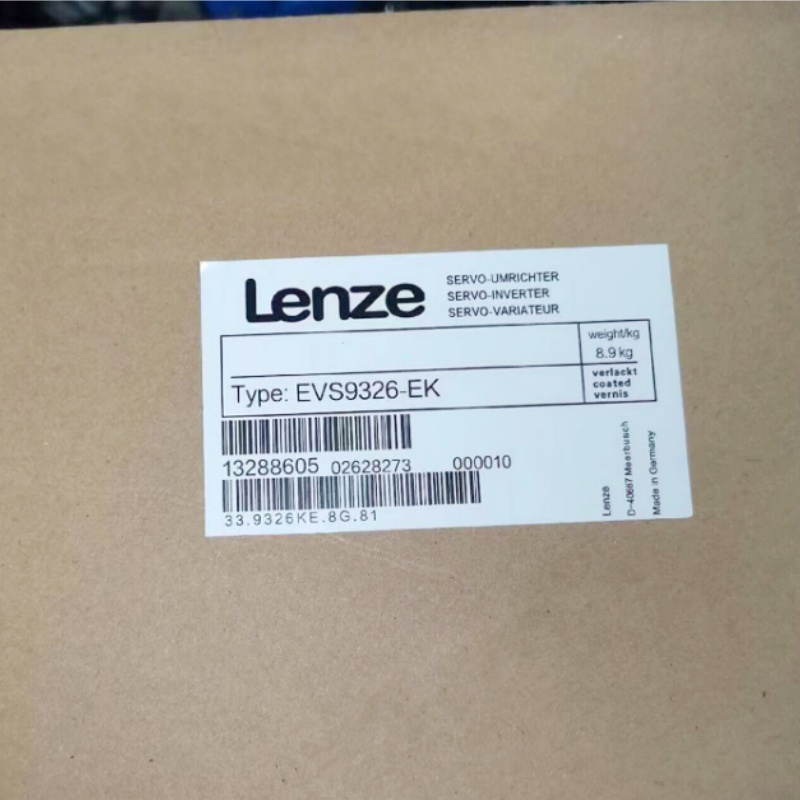 Lenze
SERVO-UMRICHTER
SERVO-INVERTER
SERVO-VARIATEUR
weight/kg
8.9 kg
Type: EVS9326-EK
verlackt
coated
vernis
13288605 02628273 000010
33.9326KE.8G.81
Lenze
D-40667 Meerbusch
Made in Germany